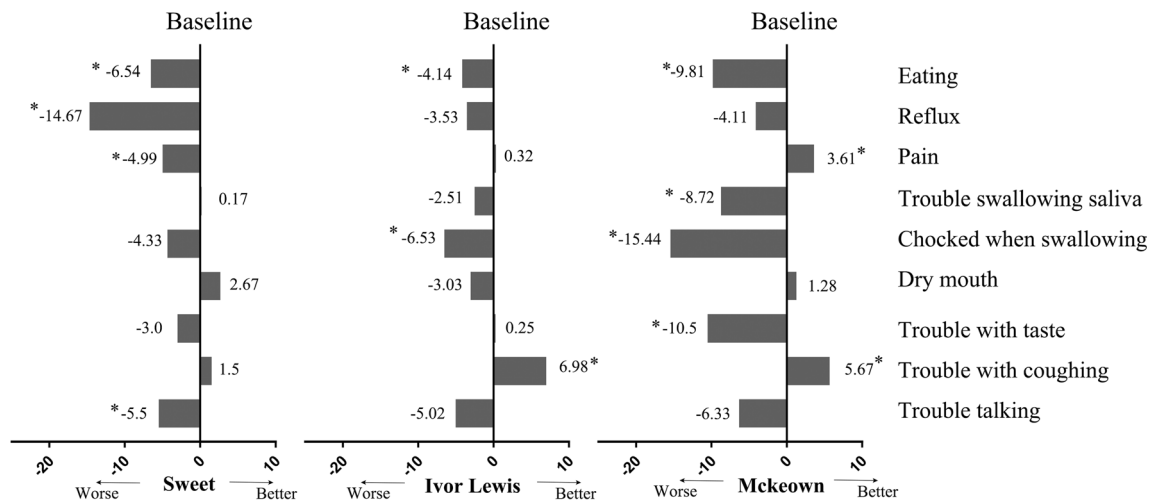 Baseline Baseline Baseline
* -6.54 * -4.14 *-9.81 Eating
*-14.67 -3.53 -4.11 Reflux
*-4.99 0.32 3.61* Pain
0.17 -2.51 * -8.72 Trouble swallowing saliva
-4.33 * -6.53 *-15.44 Chocked when swallowing
2.67 -3.03 1.28 Dry mouth
-3.0 0.25 *-10.5 Trouble with taste
1.5 6.98* 5.67* Trouble with coughing
*-5.5 -5.02 -6.33 Trouble talking
-20 -10 0 10 -20 -10 0 10 -20 -10 0 10
Worse Sweet Better Worse Ivor Lewis Better Worse Mckeown Better